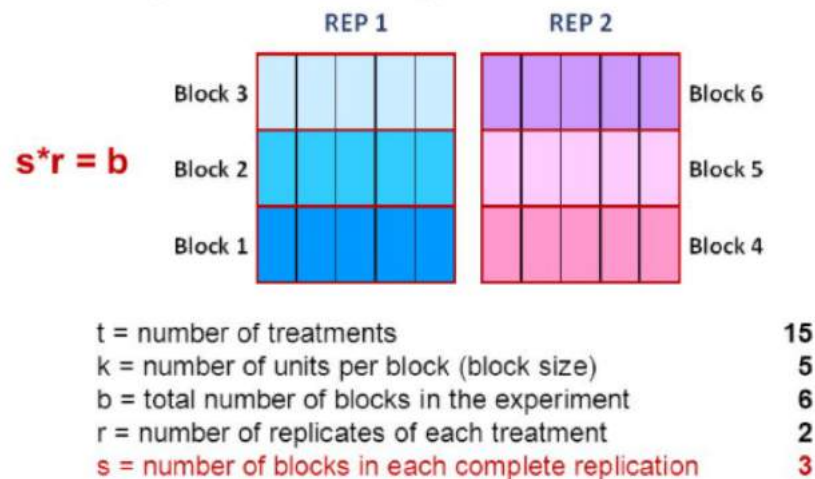 REP 1 REP 2
Block 3 Block 6
s*r = b Block 2 Block 5
Block 1 Block 4
t = number of treatments 15
k = number of units per block (block size) 5
b = total number of blocks in the experiment 6
r = number of replicates of each treatment 2
s = number of blocks in each complete replication 3